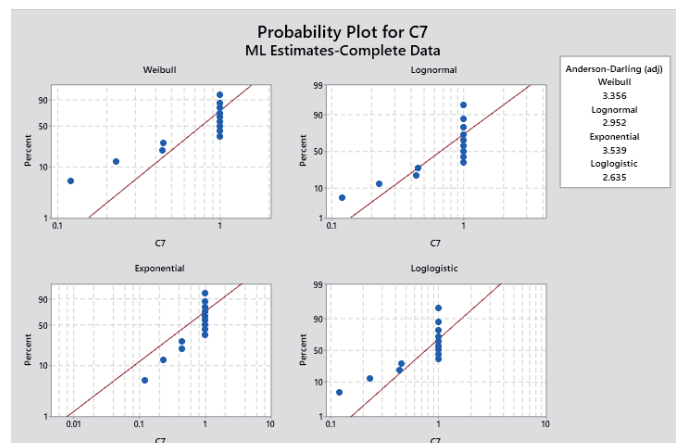 Probability Plot for C7
ML Estimates-Complete Data
Weibull
Percent
90
50
10
1
0.1
1
C7
Lognormal
Percent
99
90
50
10
1
0.1
1
C7
Anderson-Darling (adj)
Weibull
3.356
Lognormal
2.952
Exponential
3.539
Loglogistic
2.635
Exponential
Percent
90
50
10
1
0.01
0.1
1
10
C7
Loglogistic
Percent
99
90
50
10
1
0.1
1
10
C7